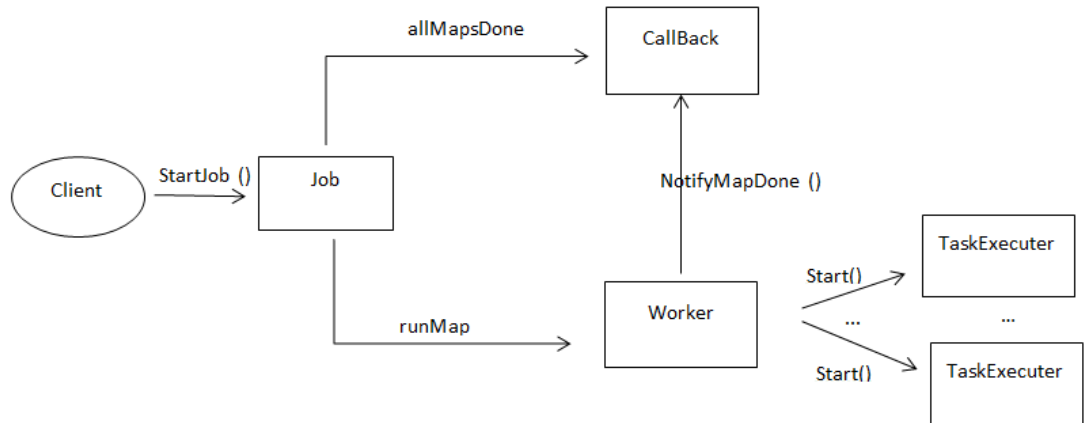 allMapsDone
CallBack
Client
StartJob ()
Job
NotifyMapDone ()
TaskExecuter
Start()
Worker
...
...
runMap
Start()
TaskExecuter